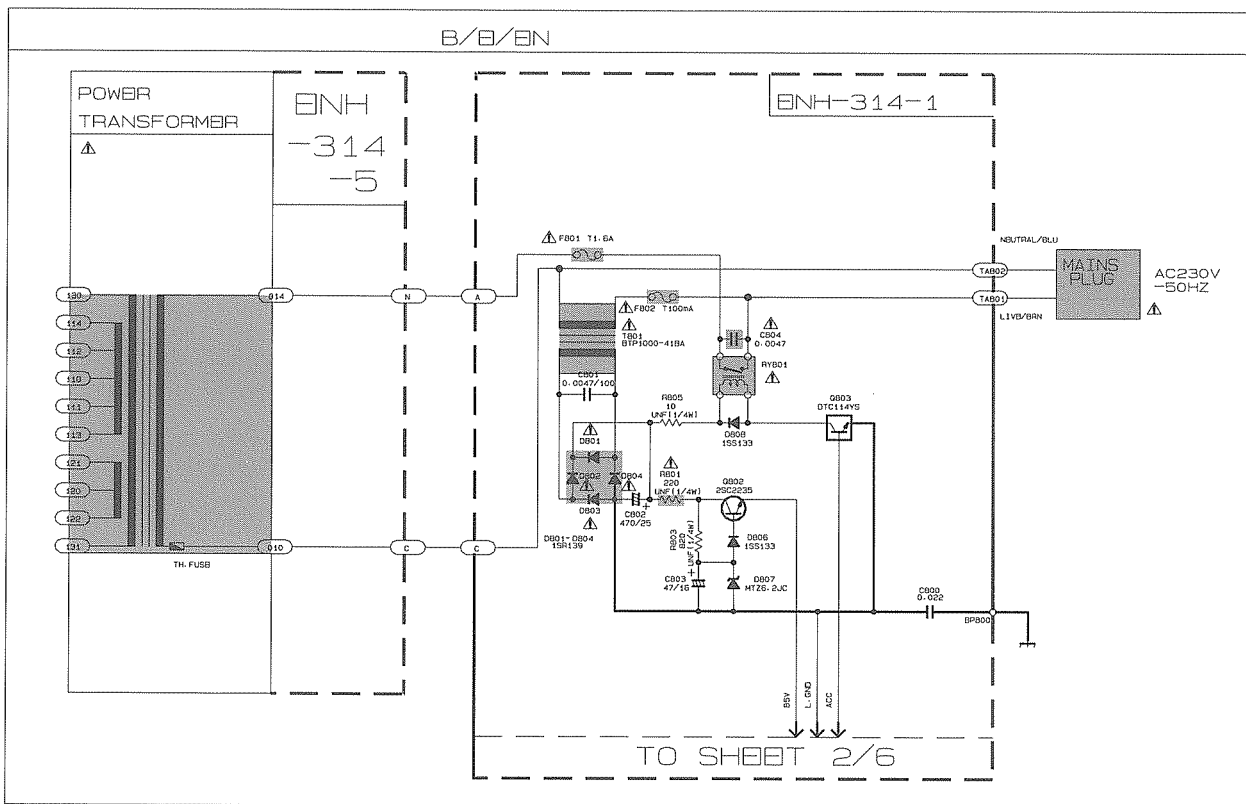 B/8/8N
POWER
TRANSFORMER
8NH
-314
-5
8NH-314-1
F801 T1.6A
NEUTRAL/BLU
TAB02
MAINS
PLUG
AC230V
~50HZ
TAB01
LIVE/BRN
130
014
N
A
114
112
110
111
113
121
120
122
131
010
C
C
TH.FUSE
F802 T100mA
T801
BTP1000-418A
C804
0.0047
RY801
C801
0.0047/100
R805
10
UNF(1/4W)
D808
1SS133
Q803
DTC114YS
D801
D802
D804
D803
R801
220
UNF(1/4W)
Q802
2SC2235
C802
470/25
+
D801-D804
1SR139
R803
820
UNF(1/4W)
D806
1SS133
+
C803
47/16
D807
MTZ6.2JC
C800
0.022
BP800
B5V
L.GND
ACC
TO SHEET 2/6